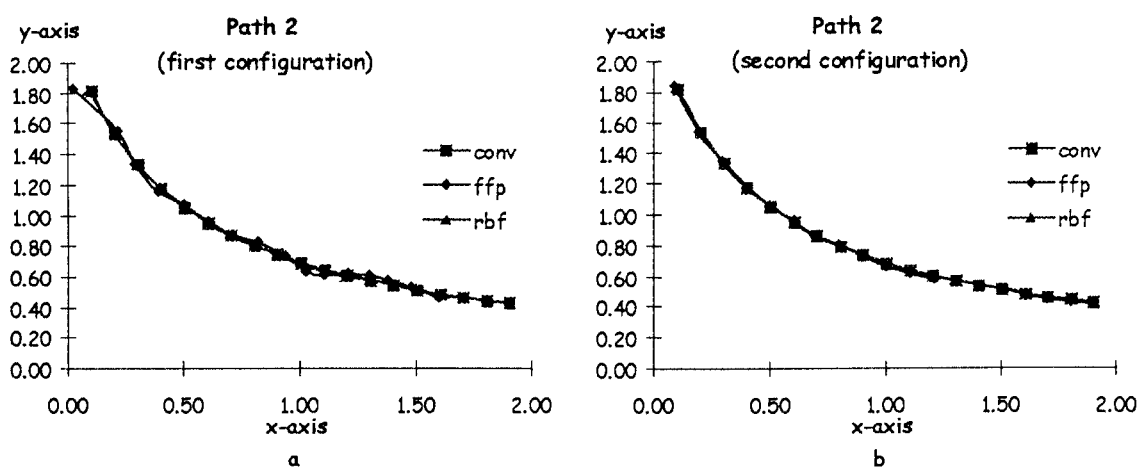 y-axis
Path 2
(first configuration)
2.00
1.80
1.60
1.40
1.20
1.00
0.80
0.60
0.40
0.20
0.00
conv
ffp
rbf
0.00 0.50 1.00 1.50 2.00
x-axis
a
y-axis
Path 2
(second configuration)
2.00
1.80
1.60
1.40
1.20
1.00
0.80
0.60
0.40
0.20
0.00
conv
ffp
rbf
0.00 0.50 1.00 1.50 2.00
x-axis
b